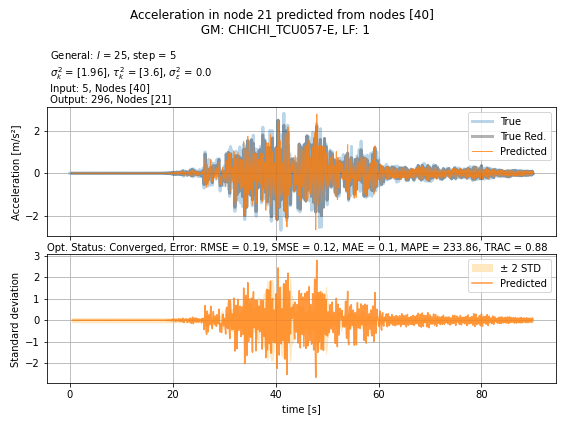 Acceleration in node 21 predicted from nodes [40]
GM: CHICHI_TCU057-E, LF: 1
General: l = 25, step = 5
σ²ₖ = [1.96], τ²ₖ = [3.6], σ²ε = 0.0
Input: 5, Nodes [40]
Output: 296, Nodes [21]
Acceleration [m/s²]
2
0
−2
True
True Red.
Predicted
Opt. Status: Converged, Error: RMSE = 0.19, SMSE = 0.12, MAE = 0.1, MAPE = 233.86, TRAC = 0.88
Standard deviation
3
2
1
0
−1
−2
± 2 STD
Predicted
0 20 40 60 80
time [s]